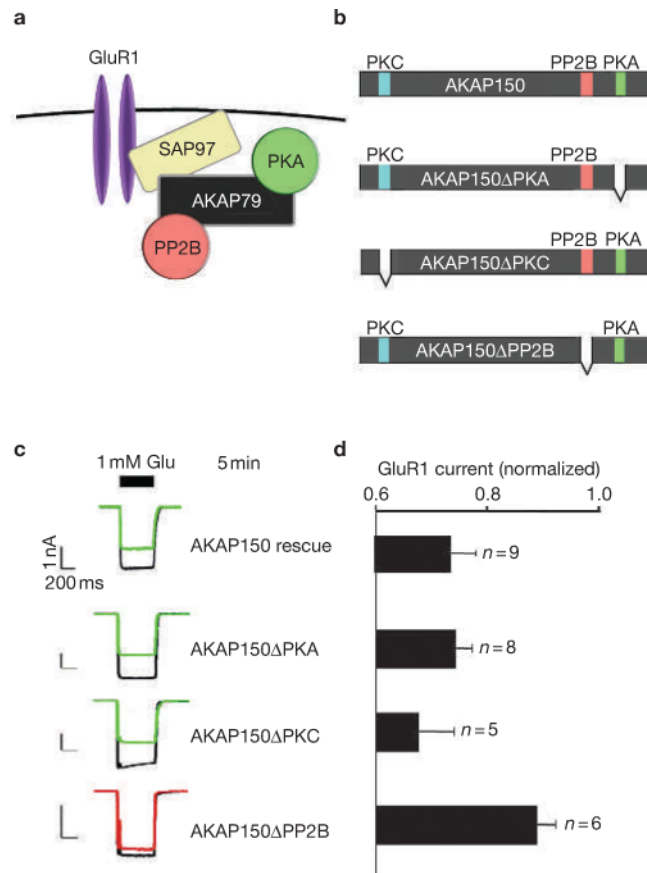 a
GluR1
SAP97
PKA
AKAP79
PP2B
b
PKC PP2B PKA
AKAP150
PKC PP2B
AKAP150ΔPKA
PP2B PKA
AKAP150ΔPKC
PKC PKA
AKAP150ΔPP2B
c
1 mM Glu 5 min
1 nA
200 ms
AKAP150 rescue
AKAP150ΔPKA
AKAP150ΔPKC
AKAP150ΔPP2B
d
GluR1 current (normalized)
0.6 0.8 1.0
n = 9
n = 8
n = 5
n = 6